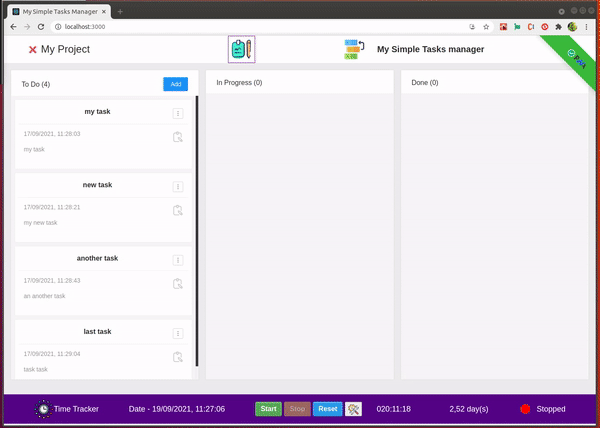 My Simple Tasks Manager
localhost:3000
My Project
My Simple Tasks manager
To Do (4)
Add
In Progress (0)
Done (0)
my task
17/09/2021, 11:28:03
my task
new task
17/09/2021, 11:28:21
my new task
another task
17/09/2021, 11:28:43
an another task
last task
17/09/2021, 11:29:04
task task
Time Tracker
Date - 19/09/2021, 11:27:06
Start
Stop
Reset
020:11:18
2,52 day(s)
Stopped